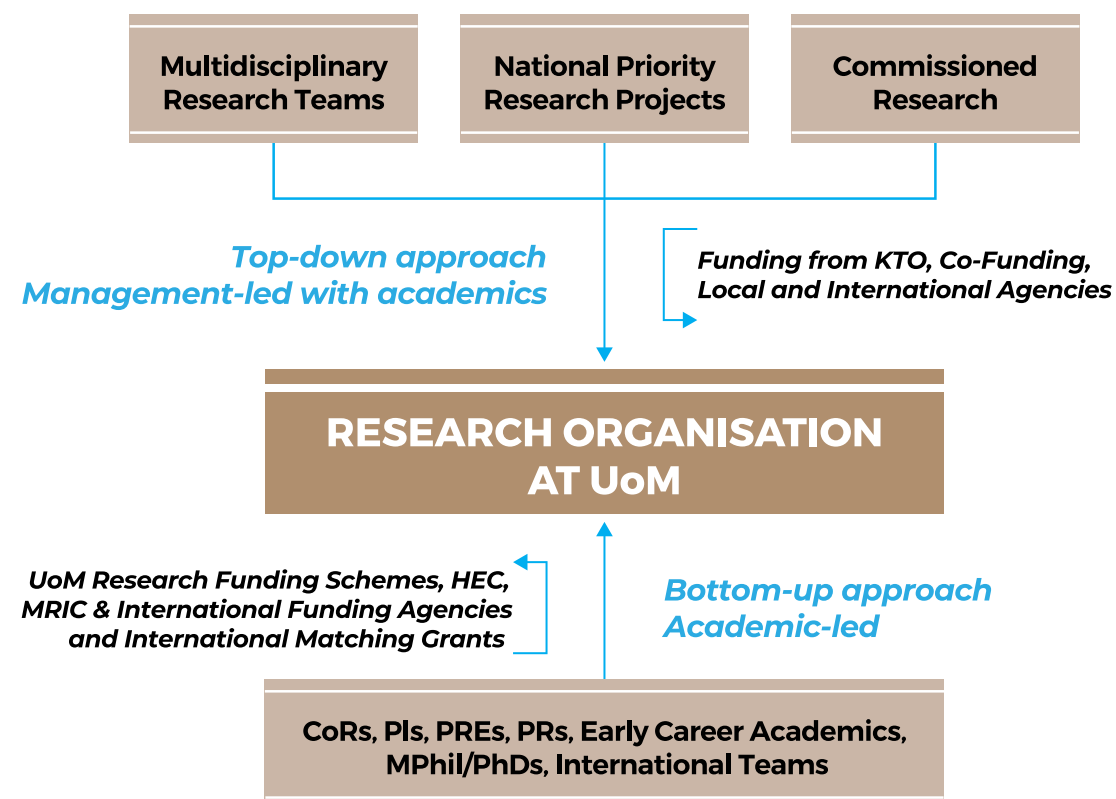 Multidisciplinary
Research Teams
National Priority
Research Projects
Commissioned
Research
Top-down approach
Management-led with academics
Funding from KTO, Co-Funding,
Local and International Agencies
RESEARCH ORGANISATION
AT UoM
UoM Research Funding Schemes, HEC,
MRIC & International Funding Agencies
and International Matching Grants
Bottom-up approach
Academic-led
CoRs, PIs, PREs, PRs, Early Career Academics,
MPhil/PhDs, International Teams